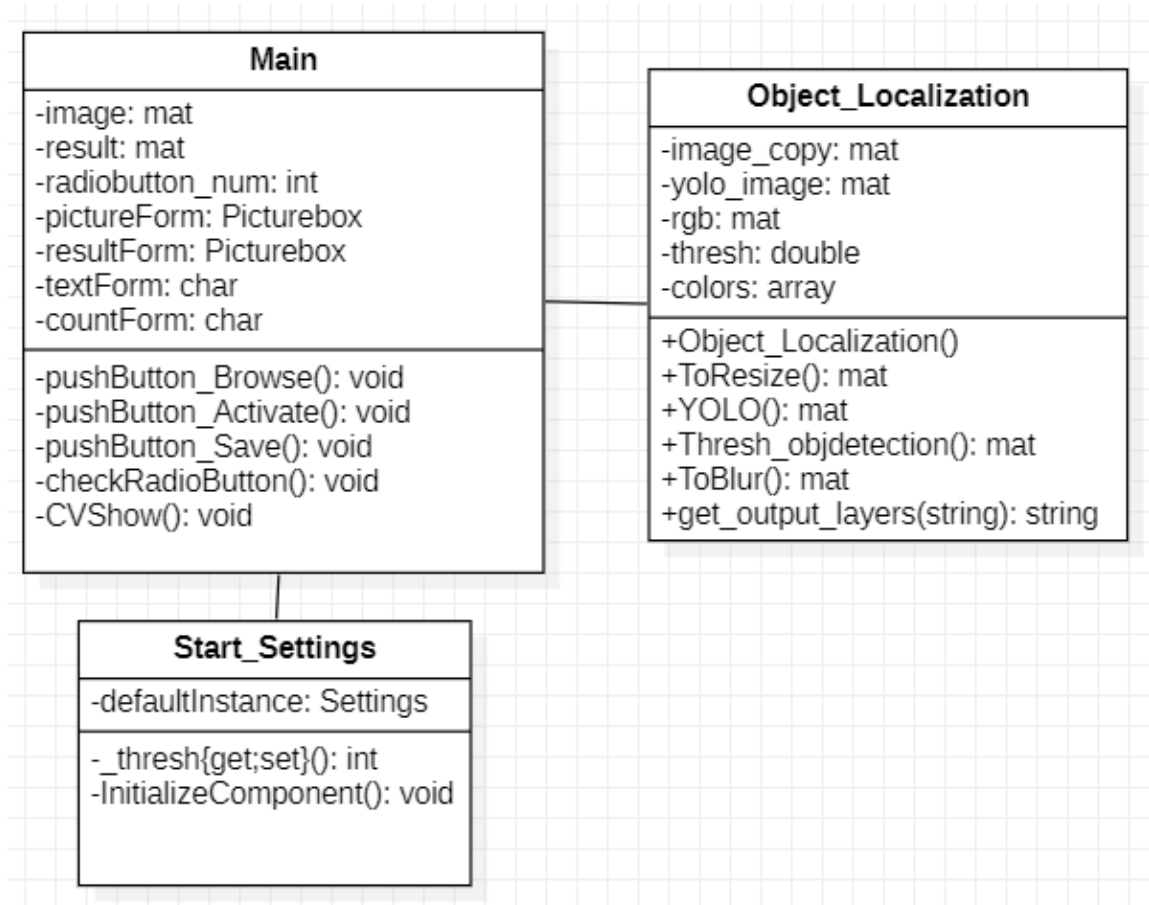 Main
-image: mat
-result: mat
-radiobutton_num: int
-pictureForm: Picturebox
-resultForm: Picturebox
-textForm: char
-countForm: char
-pushButton_Browse(): void
-pushButton_Activate(): void
-pushButton_Save(): void
-checkRadioButton(): void
-CVShow(): void
Object_Localization
-image_copy: mat
-yolo_image: mat
-rgb: mat
-thresh: double
-colors: array
+Object_Localization()
+ToResize(): mat
+YOLO(): mat
+Thresh_objdetection(): mat
+ToBlur(): mat
+get_output_layers(string): string
Start_Settings
-defaultInstance: Settings
-_thresh{get;set}(): int
-InitializeComponent(): void